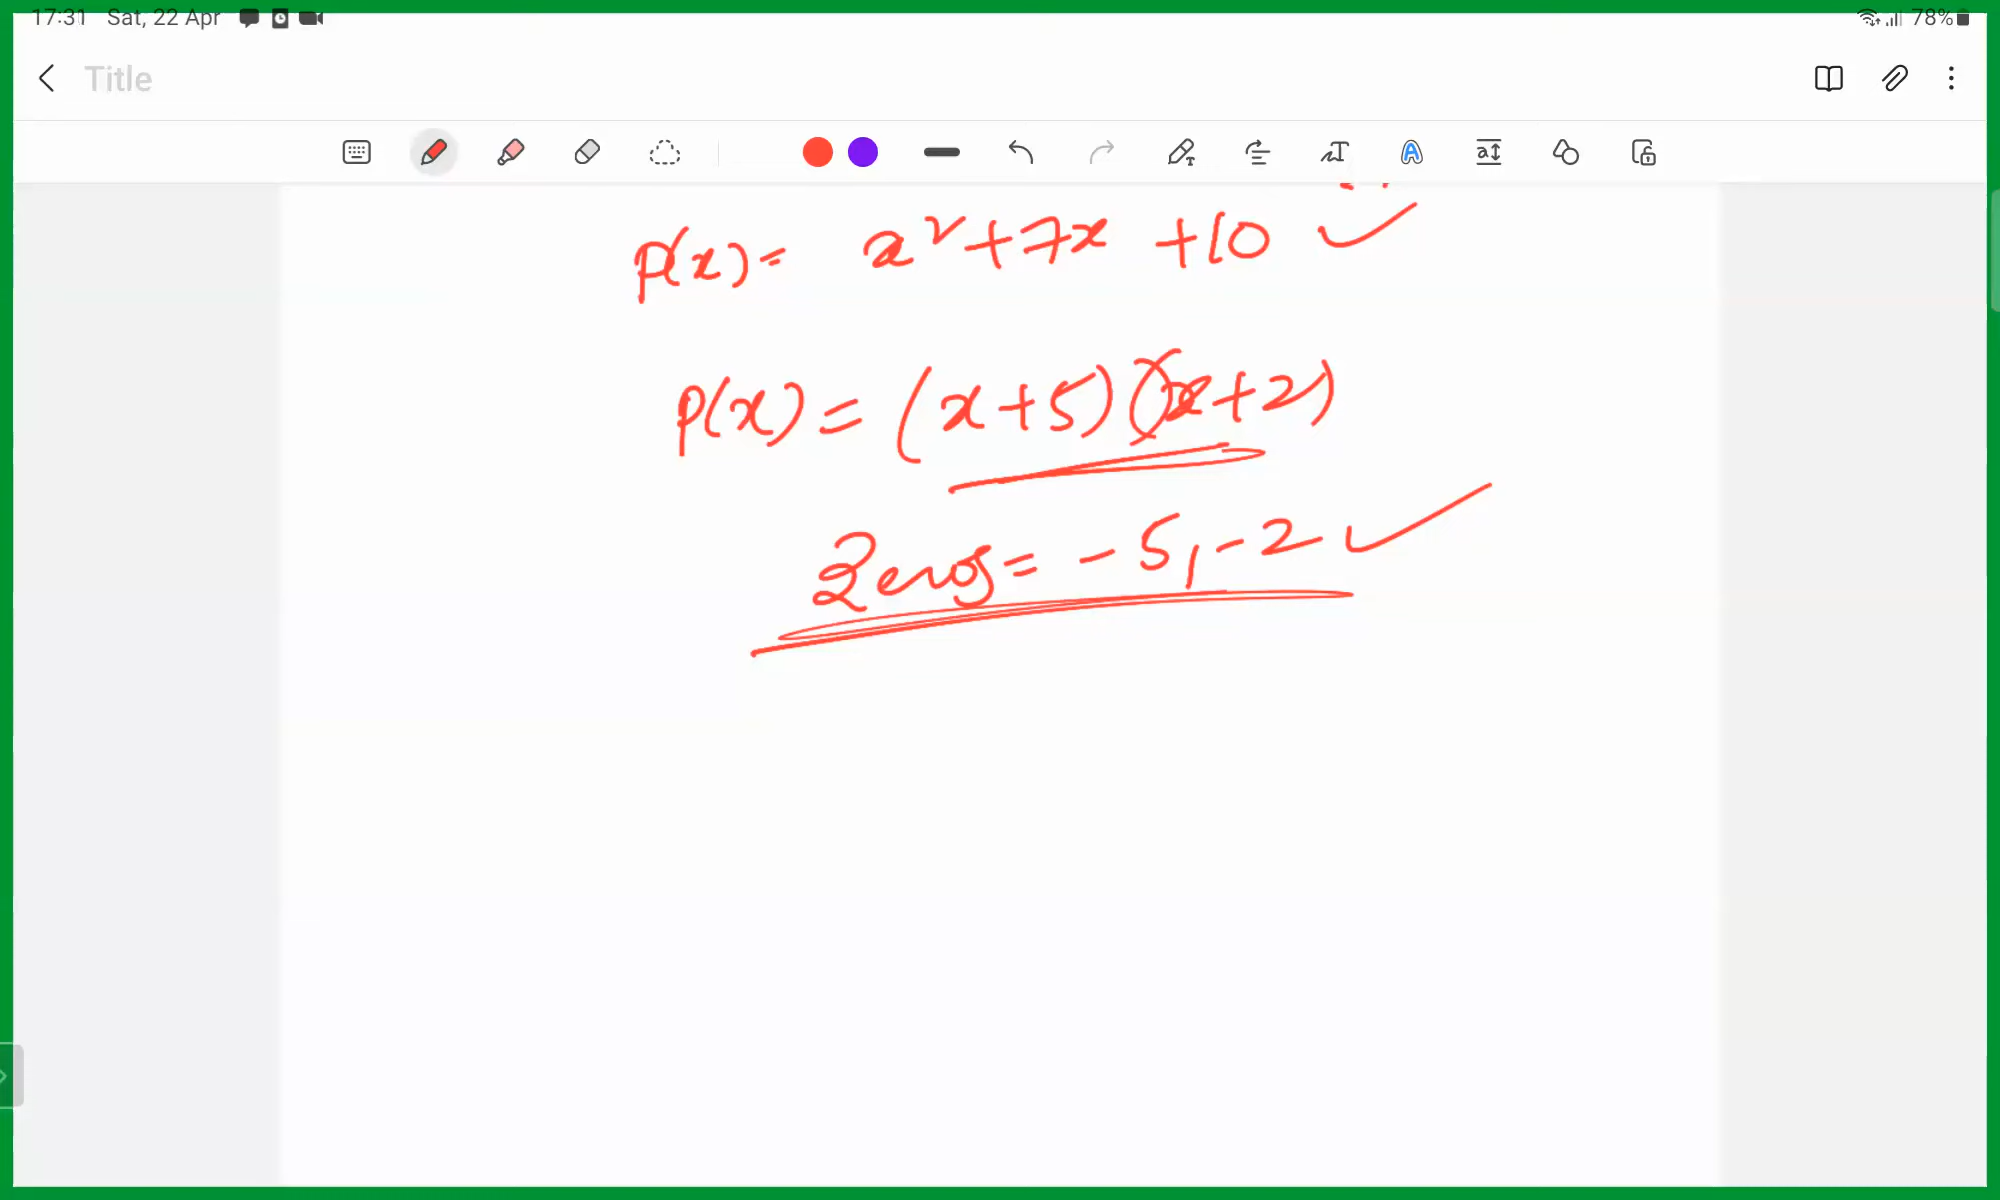 17:31 Sat, 22 Apr 78%
Title
P(x) = x² + 7x + 10
P(x) = (x+5)(x+2)
Zeros = -5, -2